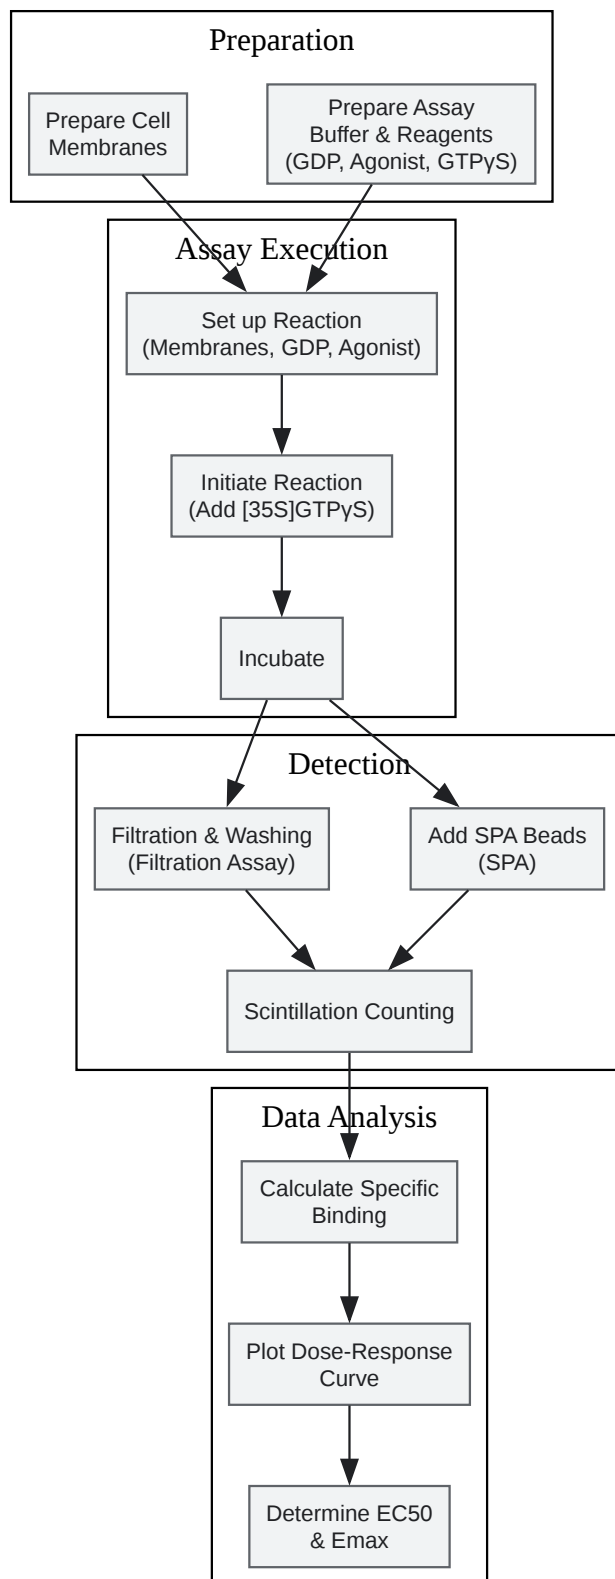 Preparation
Prepare Cell
Membranes
Prepare Assay
Buffer & Reagents
(GDP, Agonist, GTPγS)
Assay Execution
Set up Reaction
(Membranes, GDP, Agonist)
Initiate Reaction
(Add [35S]GTPγS)
Incubate
Detection
Filtration & Washing
(Filtration Assay)
Add SPA Beads
(SPA)
Scintillation Counting
Data Analysis
Calculate Specific
Binding
Plot Dose-Response
Curve
Determine EC50
& Emax